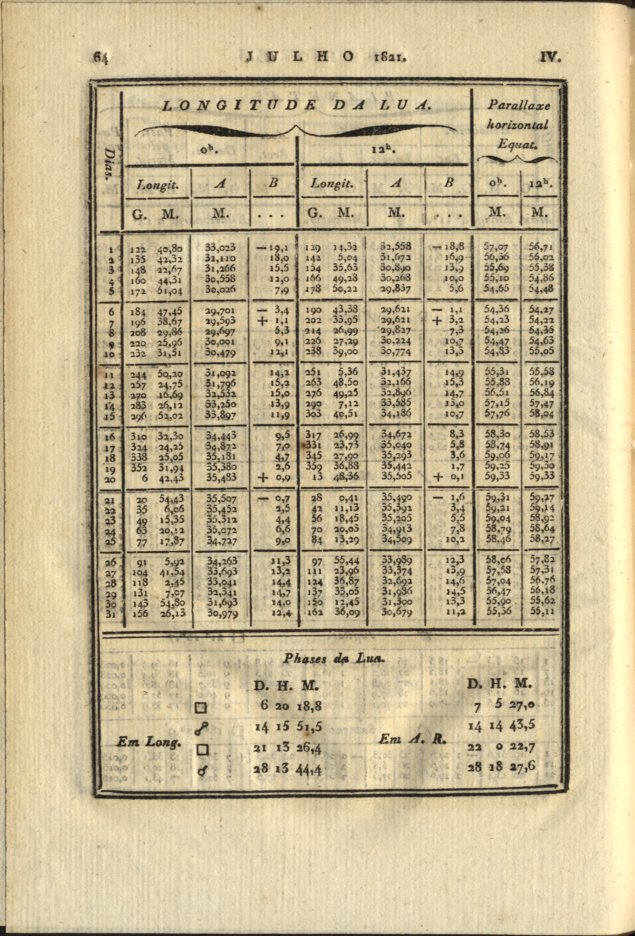 64 JULHO 1821. IV.
LONGITUDE DA LUA. Parallaxe
horizontal
Equat.
Dias. 0h. 12h.
Longit. A B Longit. A B 0h. 12h.
G. M. M. . . . G. M. M. . . . M. M.
1 122 40,80 33,023 — 19,1 129 14,32 32,558 — 18,8 57,07 56,71
2 135 42,32 32,110 18,0 142 5,04 31,672 16,9 56,36 56,02
3 148 22,67 31,266 15,5 154 35,63 30,890 13,9 55,69 55,38
4 160 44,31 30,558 12,0 166 49,28 30,268 10,0 55,10 54,86
5 172 51,04 30,026 7,9 178 50,22 29,837 5,6 54,65 54,48
6 184 47,45 29,701 — 3,4 190 43,38 29,621 — 1,1 54,36 54,27
7 196 38,67 29,593 + 1,1 202 33,95 29,621 + 3,2 54,23 54,22
8 208 29,86 29,697 5,3 214 26,99 29,827 7,3 54,26 54,35
9 220 25,96 30,001 9,1 226 27,29 30,224 10,7 54,47 54,63
10 232 31,51 30,479 12,1 238 39,00 30,774 13,3 54,83 55,05
11 244 50,20 31,092 14,2 251 5,36 31,437 14,9 55,31 55,58
12 257 24,75 31,796 15,2 263 48,50 32,166 15,3 55,88 56,19
13 270 16,69 32,532 15,0 276 49,25 32,896 14,7 56,51 56,84
14 283 26,12 33,250 13,9 290 7,12 33,585 13,0 57,15 57,47
15 296 52,02 33,897 11,9 303 40,51 34,186 10,7 57,76 58,04
16 310 32,30 34,443 9,5 317 26,99 34,672 8,3 58,30 58,53
17 324 24,25 34,872 7,0 331 23,73 35,040 5,8 58,74 58,91
18 338 25,05 35,181 4,7 345 27,90 35,293 3,6 59,06 59,17
19 352 31,94 35,380 2,6 359 36,88 35,442 1,7 59,25 59,30
20 6 42,43 35,483 + 0,9 13 48,36 35,505 + 0,1 59,33 59,33
21 20 54,43 35,507 — 0,7 28 0,41 35,490 — 1,6 59,31 59,27
22 35 6,06 35,452 2,5 42 11,13 35,392 3,4 59,21 59,14
23 49 15,35 35,312 4,4 56 18,45 35,205 5,5 59,04 58,92
24 63 20,12 35,072 6,6 70 20,05 34,913 7,8 58,79 58,64
25 77 17,87 34,727 9,0 84 13,29 34,509 10,2 58,46 58,27
26 91 5,92 34,263 11,3 97 55,44 33,989 12,3 58,06 57,82
27 104 41,54 33,693 13,2 111 23,96 33,374 13,9 57,58 57,31
28 118 2,45 33,041 14,4 124 36,87 32,692 14,6 57,04 56,76
29 131 7,07 32,341 14,7 137 33,05 31,986 14,5 56,47 56,18
30 143 54,80 31,693 14,0 150 12,45 31,300 13,3 55,90 55,62
31 156 26,13 30,979 12,4 162 36,09 30,679 11,2 55,36 55,11
Phases da Lua.
D. H. M. D. H. M.
□ 6 20 18,8 7 5 27,0
☍ 14 15 51,5 14 14 43,5
Em Long. Em A. R.
□ 21 13 26,4 22 0 22,7
☌ 28 13 44,4 28 18 27,6